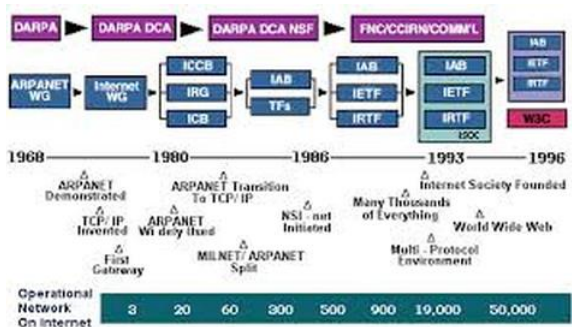 DARPA DARPA DCA DARPA DCA NSF FNC/CCIRN/COMM'L
ARPANET WG
Internet WG
ICCB
IRG
ICB
IAB
TFs
IAB
IETF
IRTF
IAB
IETF
IRTF
ISOC
IAB
IETF
IRTF
W3C
1968 1980 1986 1993 1996
ARPANET
Demonstrated
TCP/IP
Invented
First
Gateway
ARPANET
Widely Used
ARPANET Transition
To TCP/IP
MILNET/ARPANET
Split
Initiated
Many Thousands
of Everything
Internet Society Founded
World Wide Web
Multi-Protocol
Environment
Operational
Network
On Internet
3 20 60 300 500 900 19,000 50,000